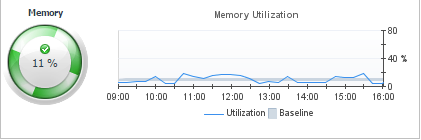 Memory
Memory Utilization
11 %
80
40 %
0
09:00 10:00 11:00 12:00 13:00 14:00 15:00 16:00
Utilization Baseline